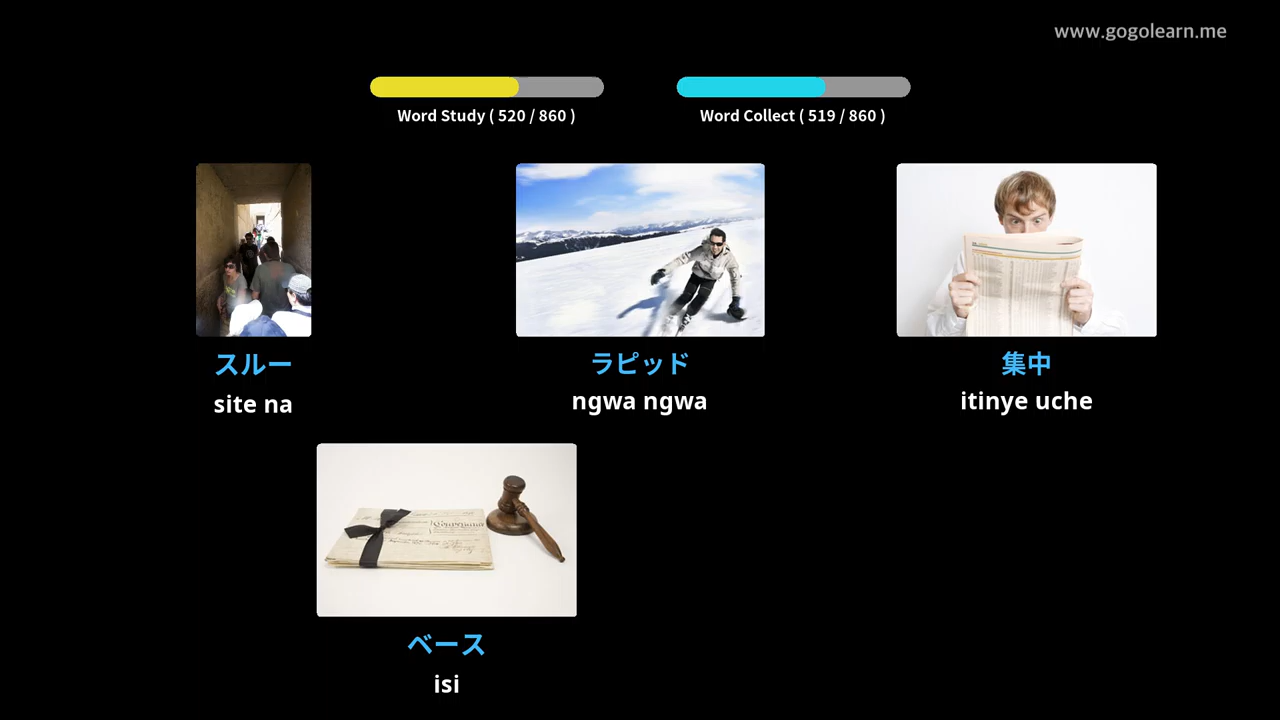 www.gogolearn.me
Word Study ( 520 / 860 )
Word Collect ( 519 / 860 )
スルー
site na
ラピッド
ngwa ngwa
集中
itinye uche
ベース
isi